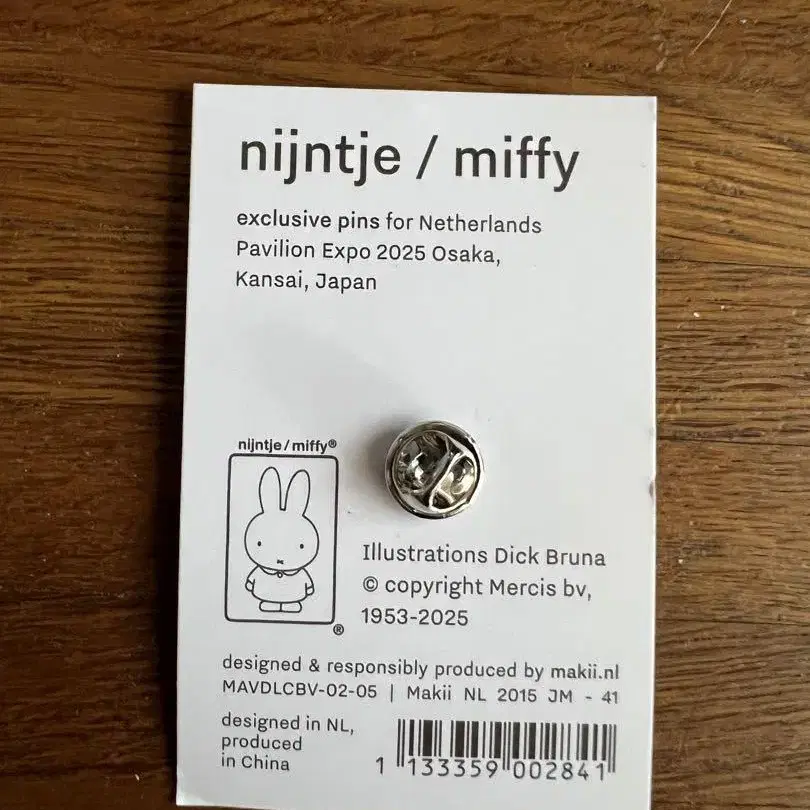 nijntje / miffy
exclusive pins for Netherlands
Pavilion Expo 2025 Osaka,
Kansai, Japan
nijntje / miffy®
®
Illustrations Dick Bruna
© copyright Mercis bv,
1953-2025
designed & responsibly produced by makii.nl
MAVDLCBV-02-05 | Makii NL 2015 JM - 41
designed in NL,
produced
in China
1 133359 002841